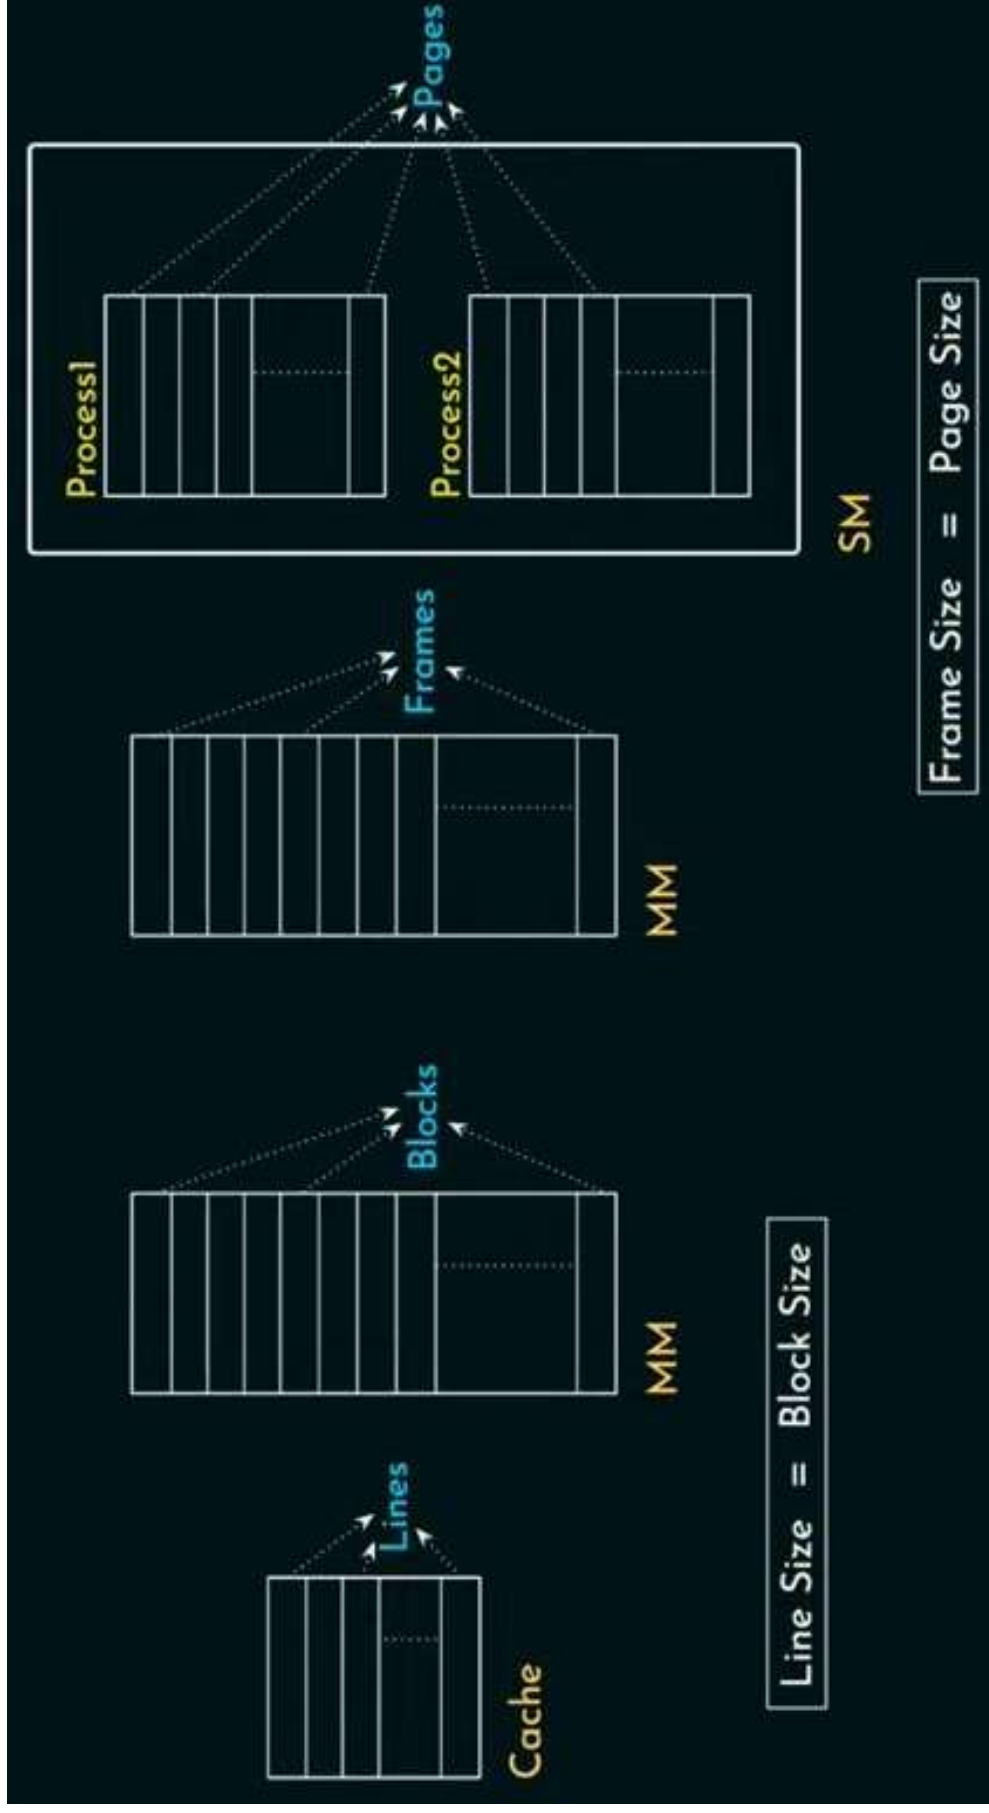 Process1
Pages
Process2
Lines
Blocks
Frames
Cache
MM
MM
SM
Line Size = Block Size
Frame Size = Page Size